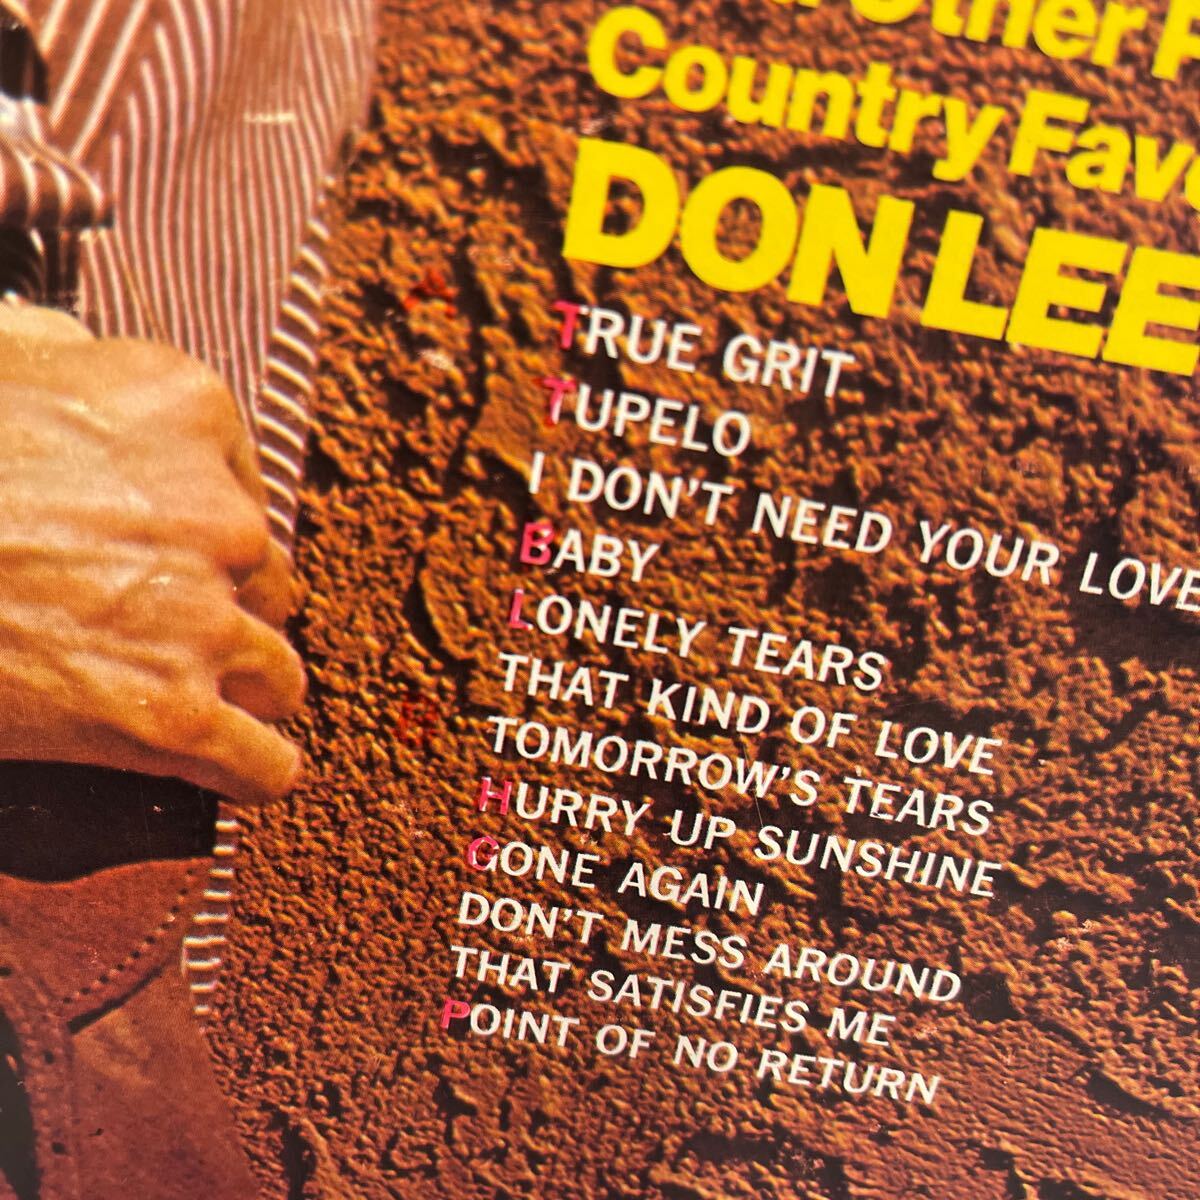 Other
Country
DON LEE
TRUE GRIT
TUPELO
I DON'T NEED YOUR LOVE
BABY
LONELY TEARS
THAT KIND OF LOVE
TOMORROW'S TEARS
HURRY UP SUNSHINE
GONE AGAIN
DON'T MESS AROUND
THAT SATISFIES ME
POINT OF NO RETURN